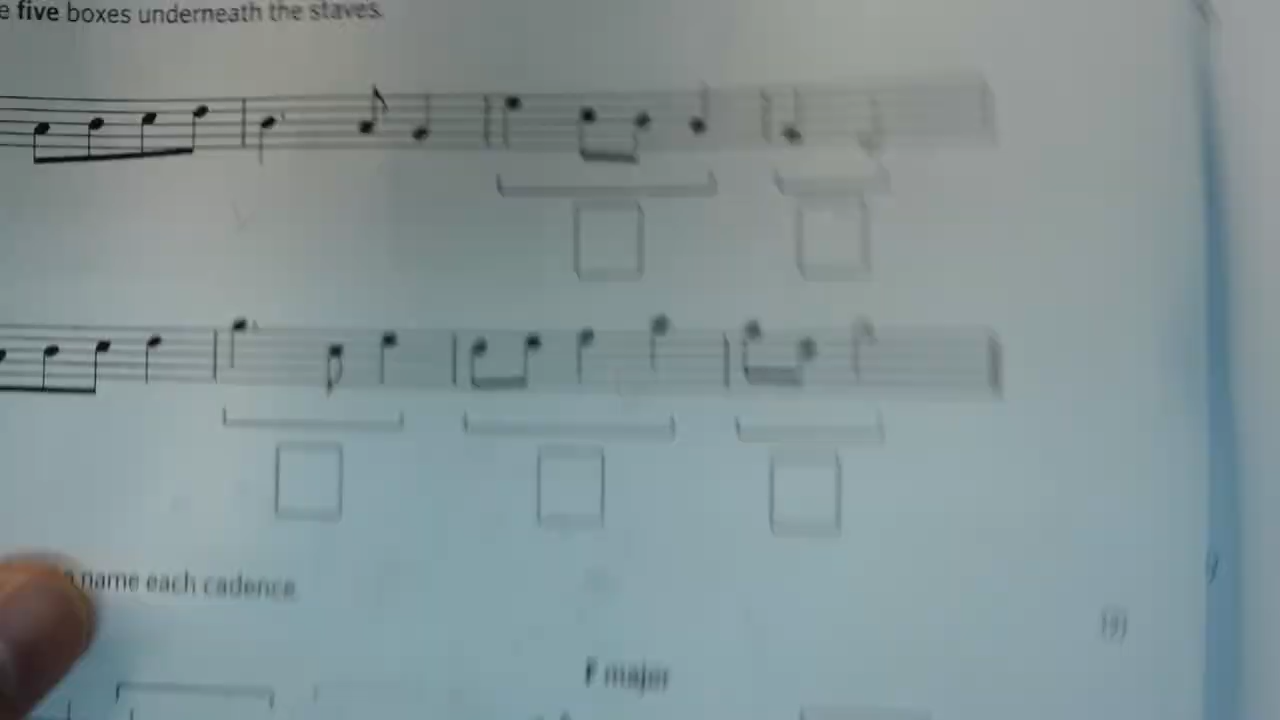 e five boxes underneath the staves.
name each cadence.
F major